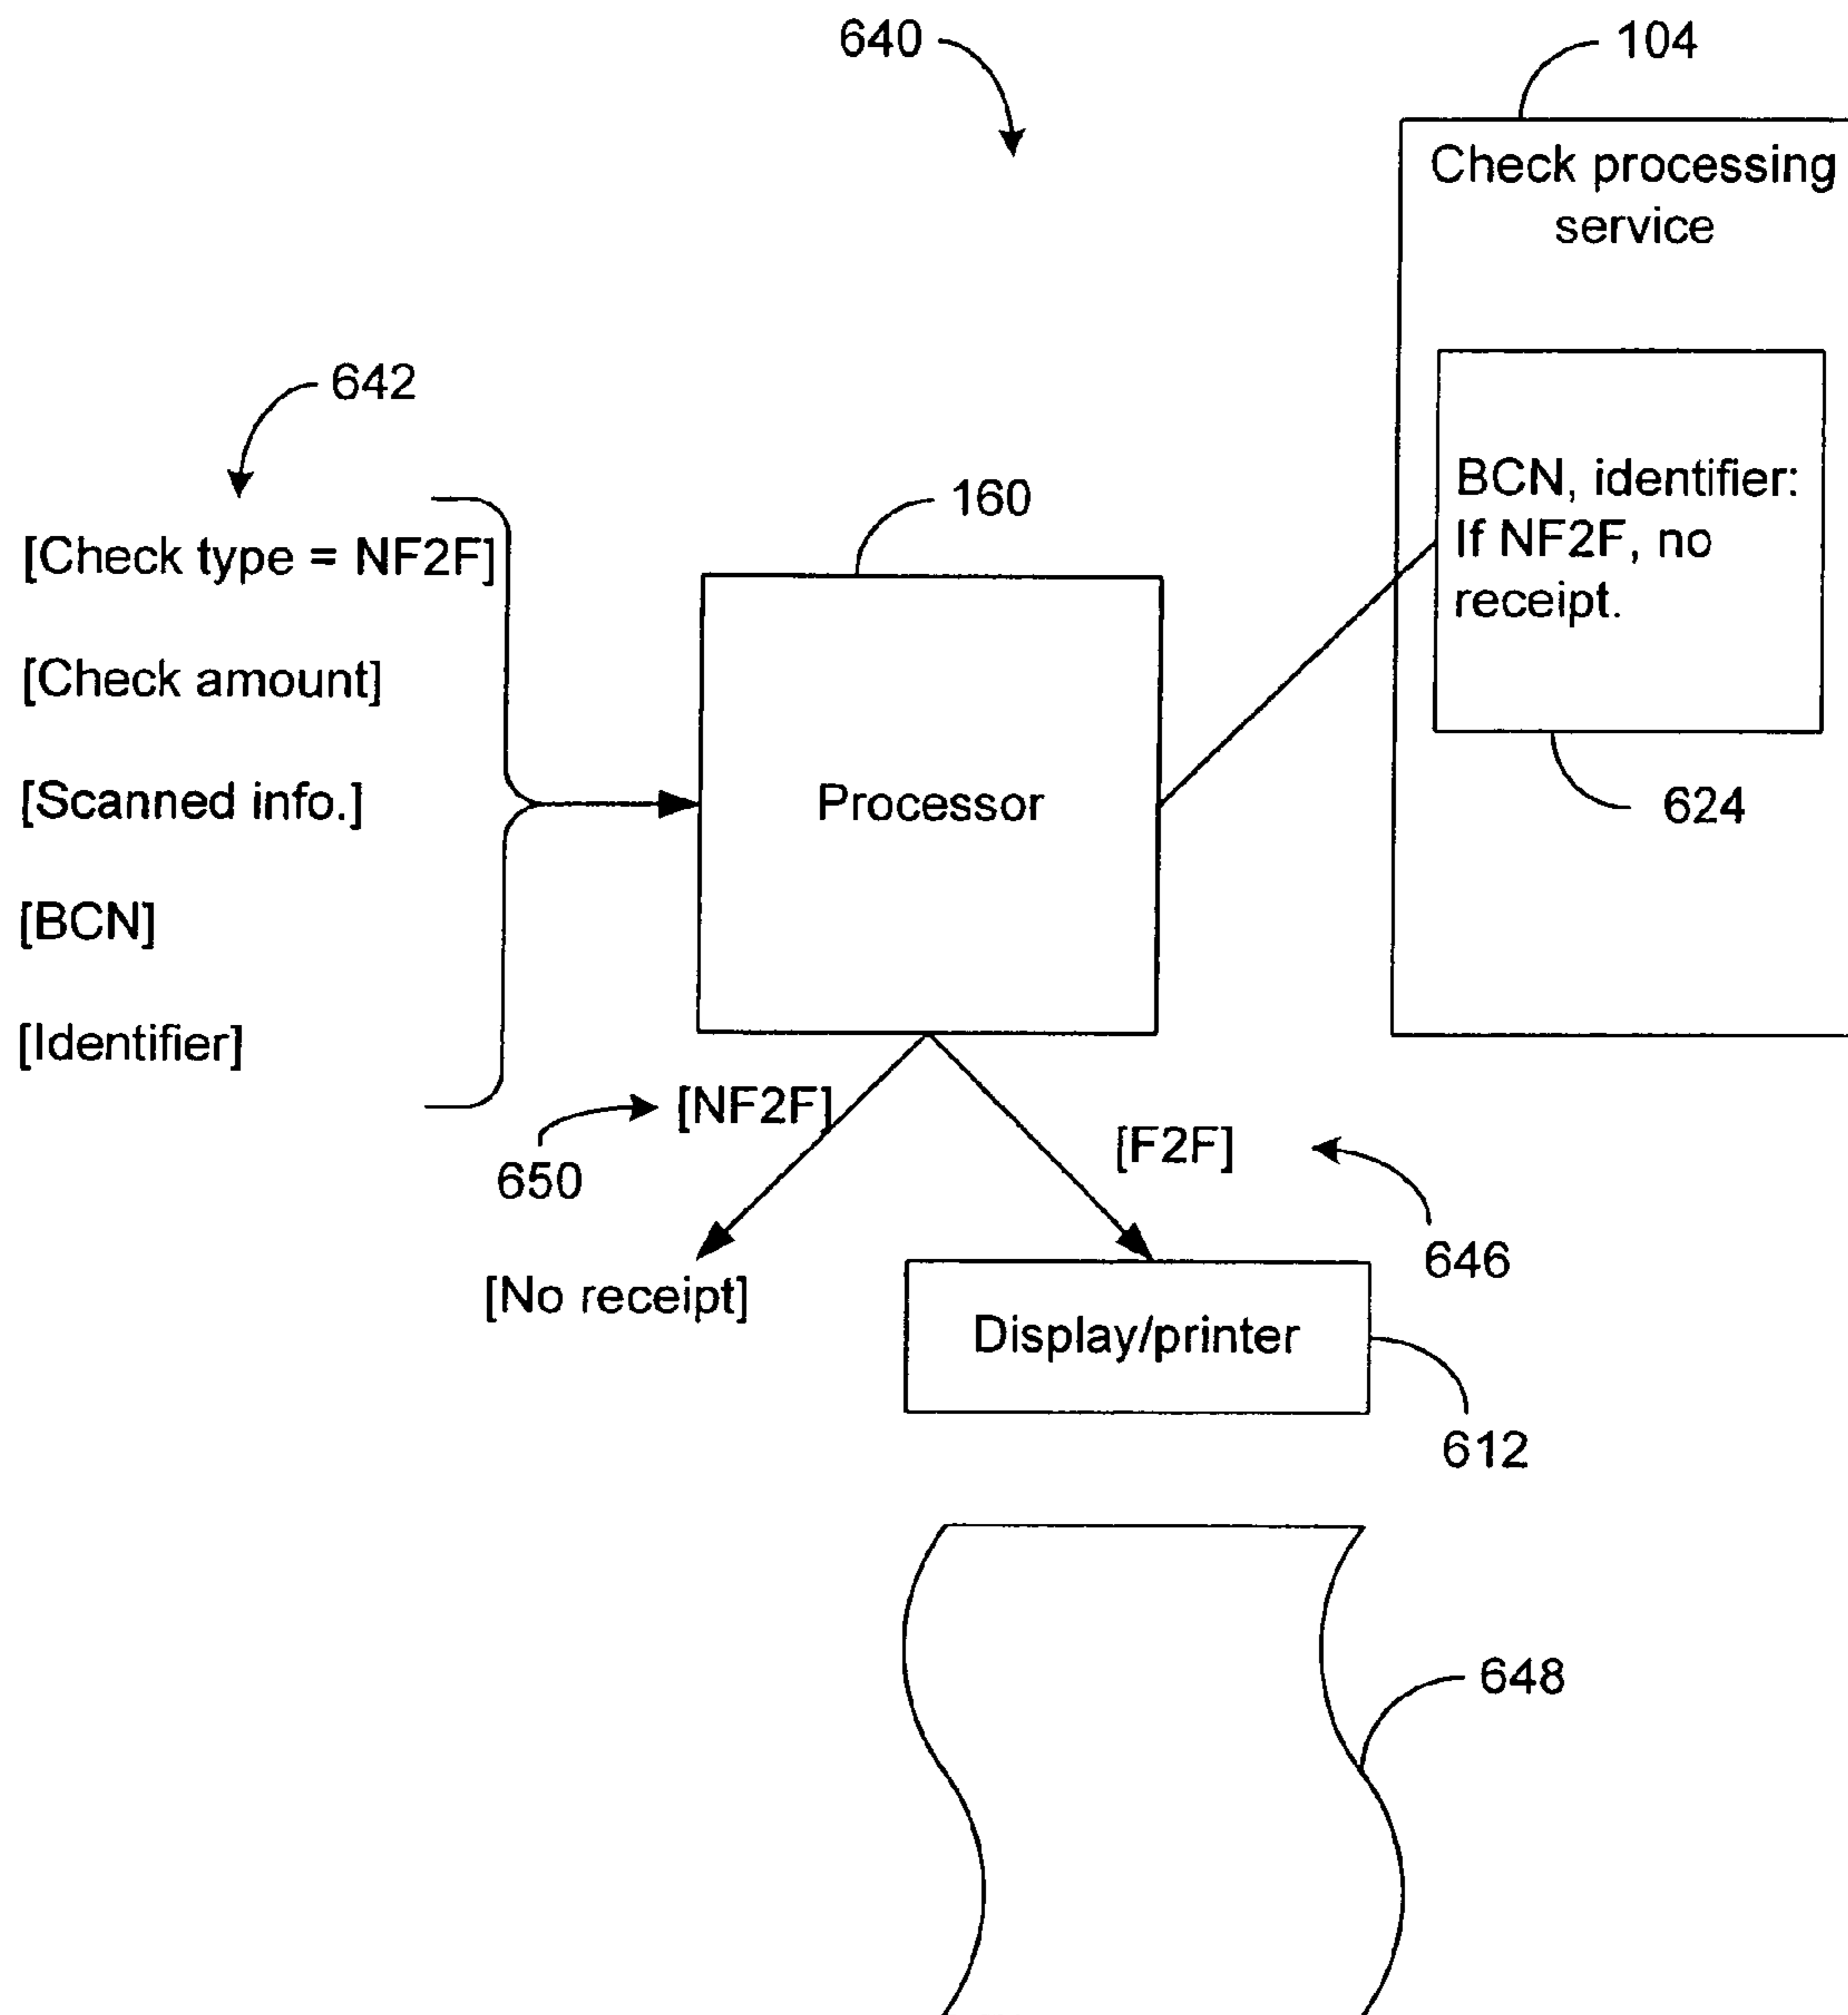 640
104
Check processing
service
642
BCN, identifier:
If NF2F, no
receipt.
160
[Check type = NF2F]
[Check amount]
[Scanned info.]
Processor
624
[BCN]
[Identifier]
[NF2F]
[F2F]
650
646
[No receipt]
Display/printer
612
648